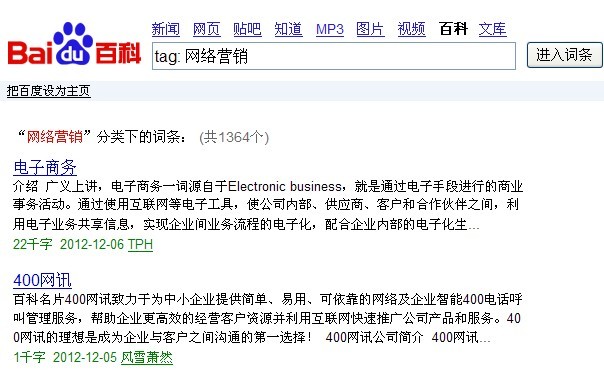 新闻 网页 贴吧 知道 MP3 图片 视频 百科 文库
Bai du 百科
tag: 网络营销 进入词条
把百度设为主页
“网络营销”分类下的词条： (共1364个)
电子商务
介绍 广义上讲，电子商务一词源自于Electronic business，就是通过电子手段进行的商业
事务活动。通过使用互联网等电子工具，使公司内部、供应商、客户和合作伙伴之间，利
用电子业务共享信息，实现企业间业务流程的电子化，配合企业内部的电子化生...
22千字 2012-12-06 TPH
400网讯
百科名片400网讯致力于为中小企业提供简单、易用、可依靠的网络及企业智能400电话呼
叫管理服务，帮助企业更高效的经营客户资源并利用互联网快速推广公司产品和服务。40
0网讯的理想是成为企业与客户之间沟通的第一选择！ 400网讯公司简介 400网讯...
1千字 2012-12-05 风雪萧然